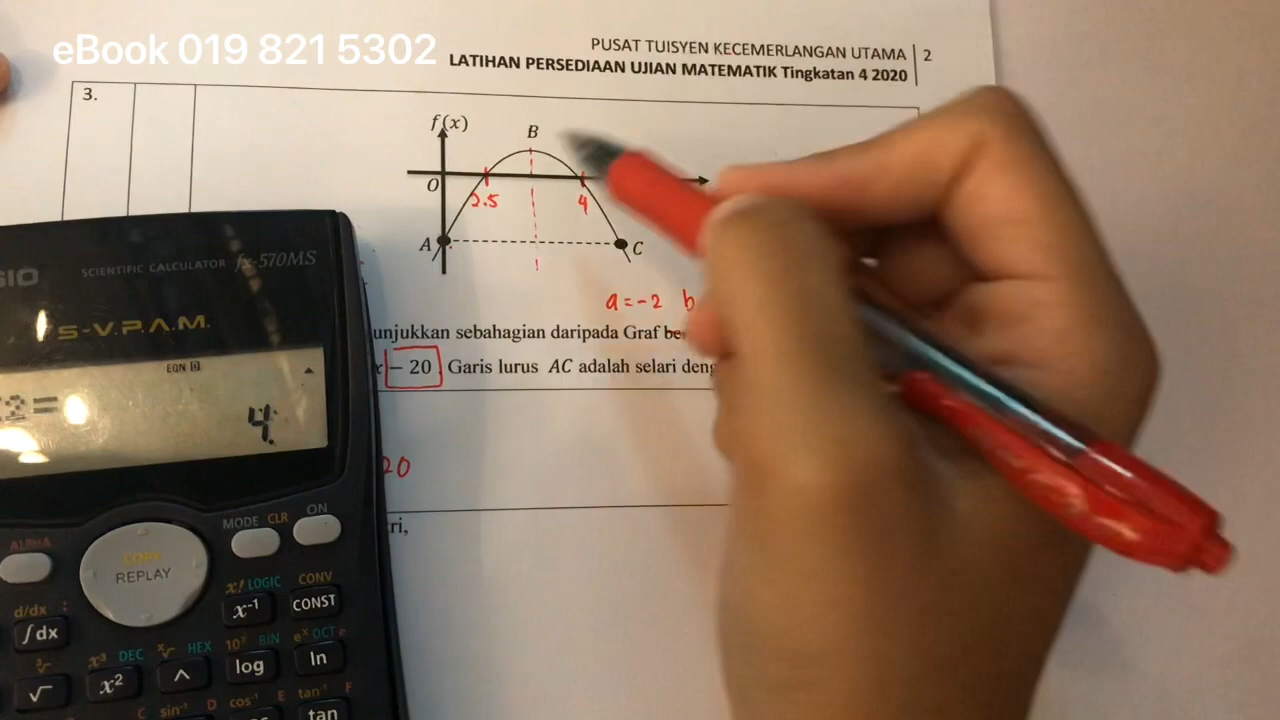 eBook 019 821 5302
PUSAT TUISYEN KECEMERLANGAN UTAMA | 2
LATIHAN PERSEDIAAN UJIAN MATEMATIK Tingkatan 4 2020
3.
f(x)
B
O
2.5
4
A
C
a = -2 b
unjukkan sebahagian daripada Graf
x - 20 Garis lurus AC adalah selari deng
20
tri,
SCIENTIFIC CALCULATOR fx-570MS
S-V.P.A.M.
EQN
4.
ALPHA
MODE CLR ON
COPY
REPLAY
x! LOGIC CONV
x⁻¹ CONST
d/dx :
∫dx
³√ x³ DEC ˣ√ HEX 10ˣ BIN eˣ OCT e
√ x² ^ log ln
C sin⁻¹ D cos⁻¹ E tan⁻¹ F
tan